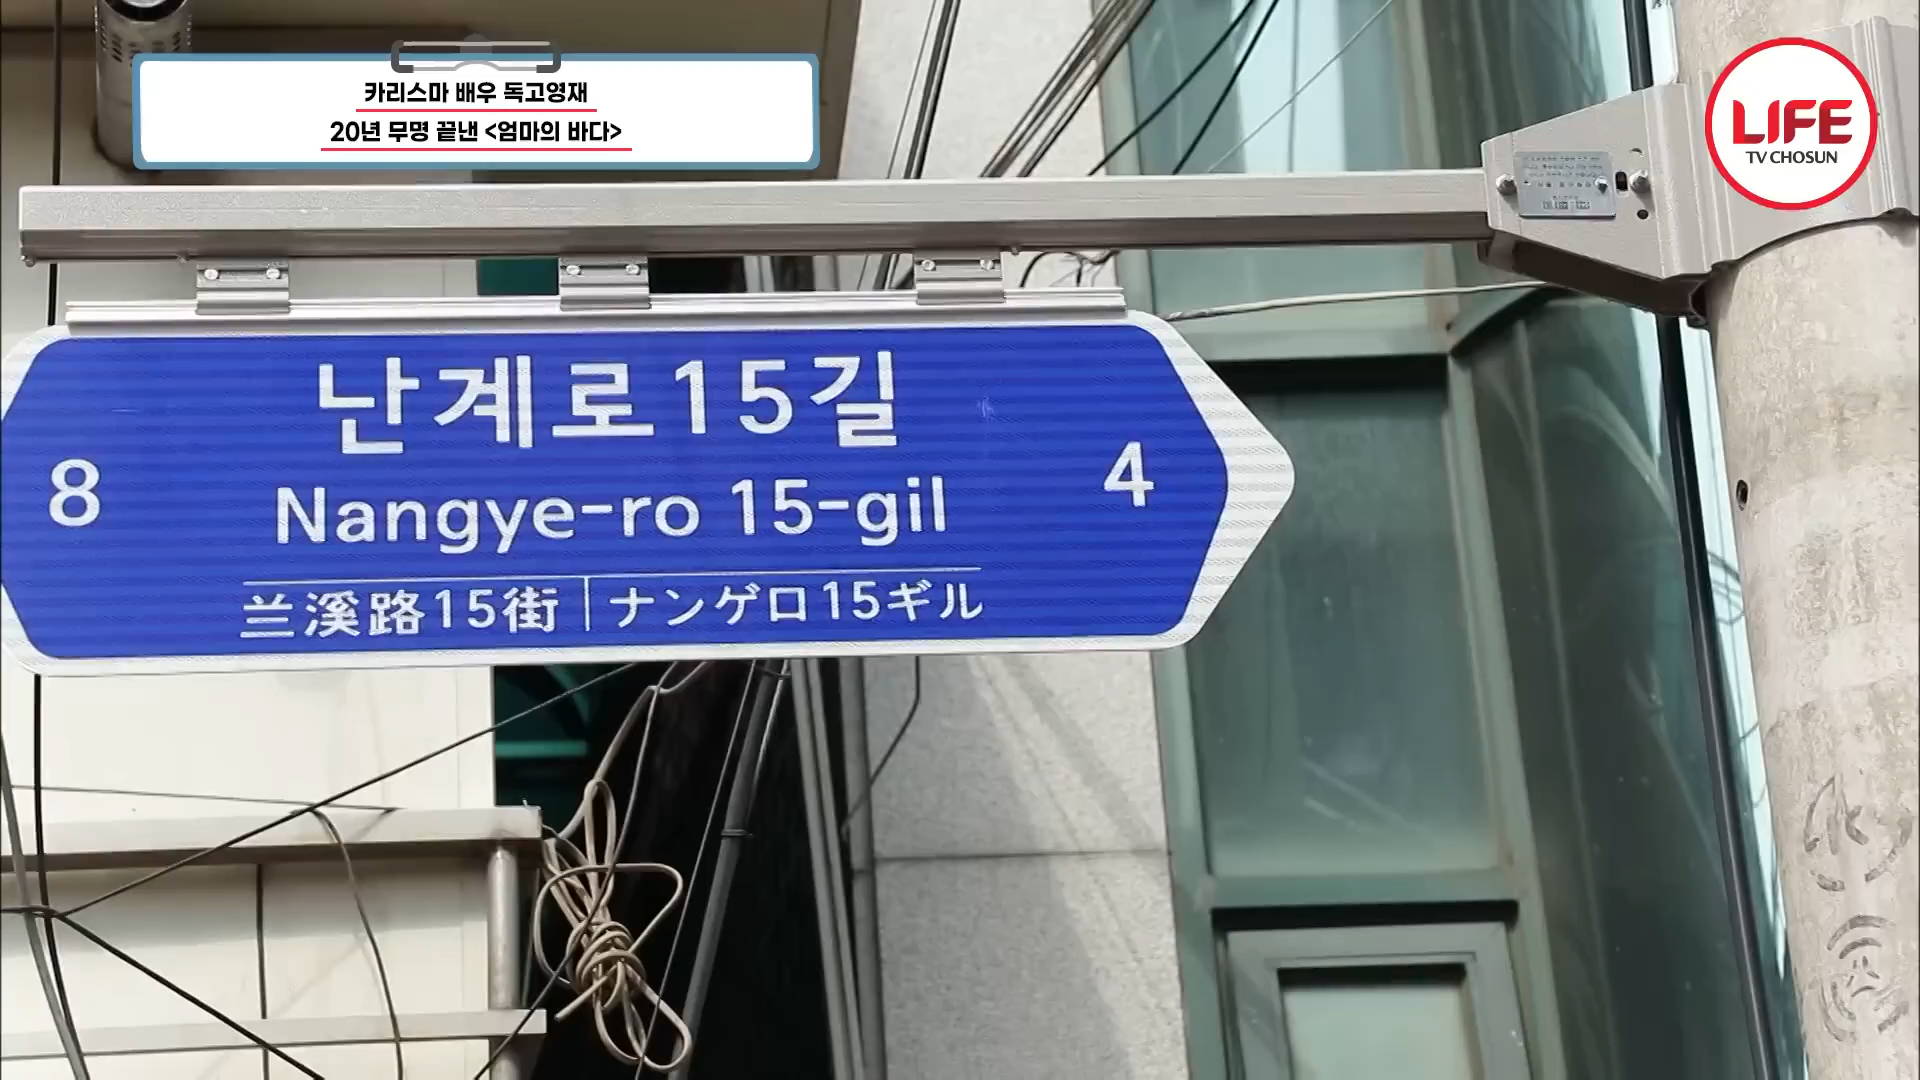 카리스마 배우 독고영재
20년 무명 끝낸 <엄마의 바다>
LIFE
TV CHOSUN
난계로15길
8
4
Nangye-ro 15-gil
兰溪路15街 ナンゲロ15ギル